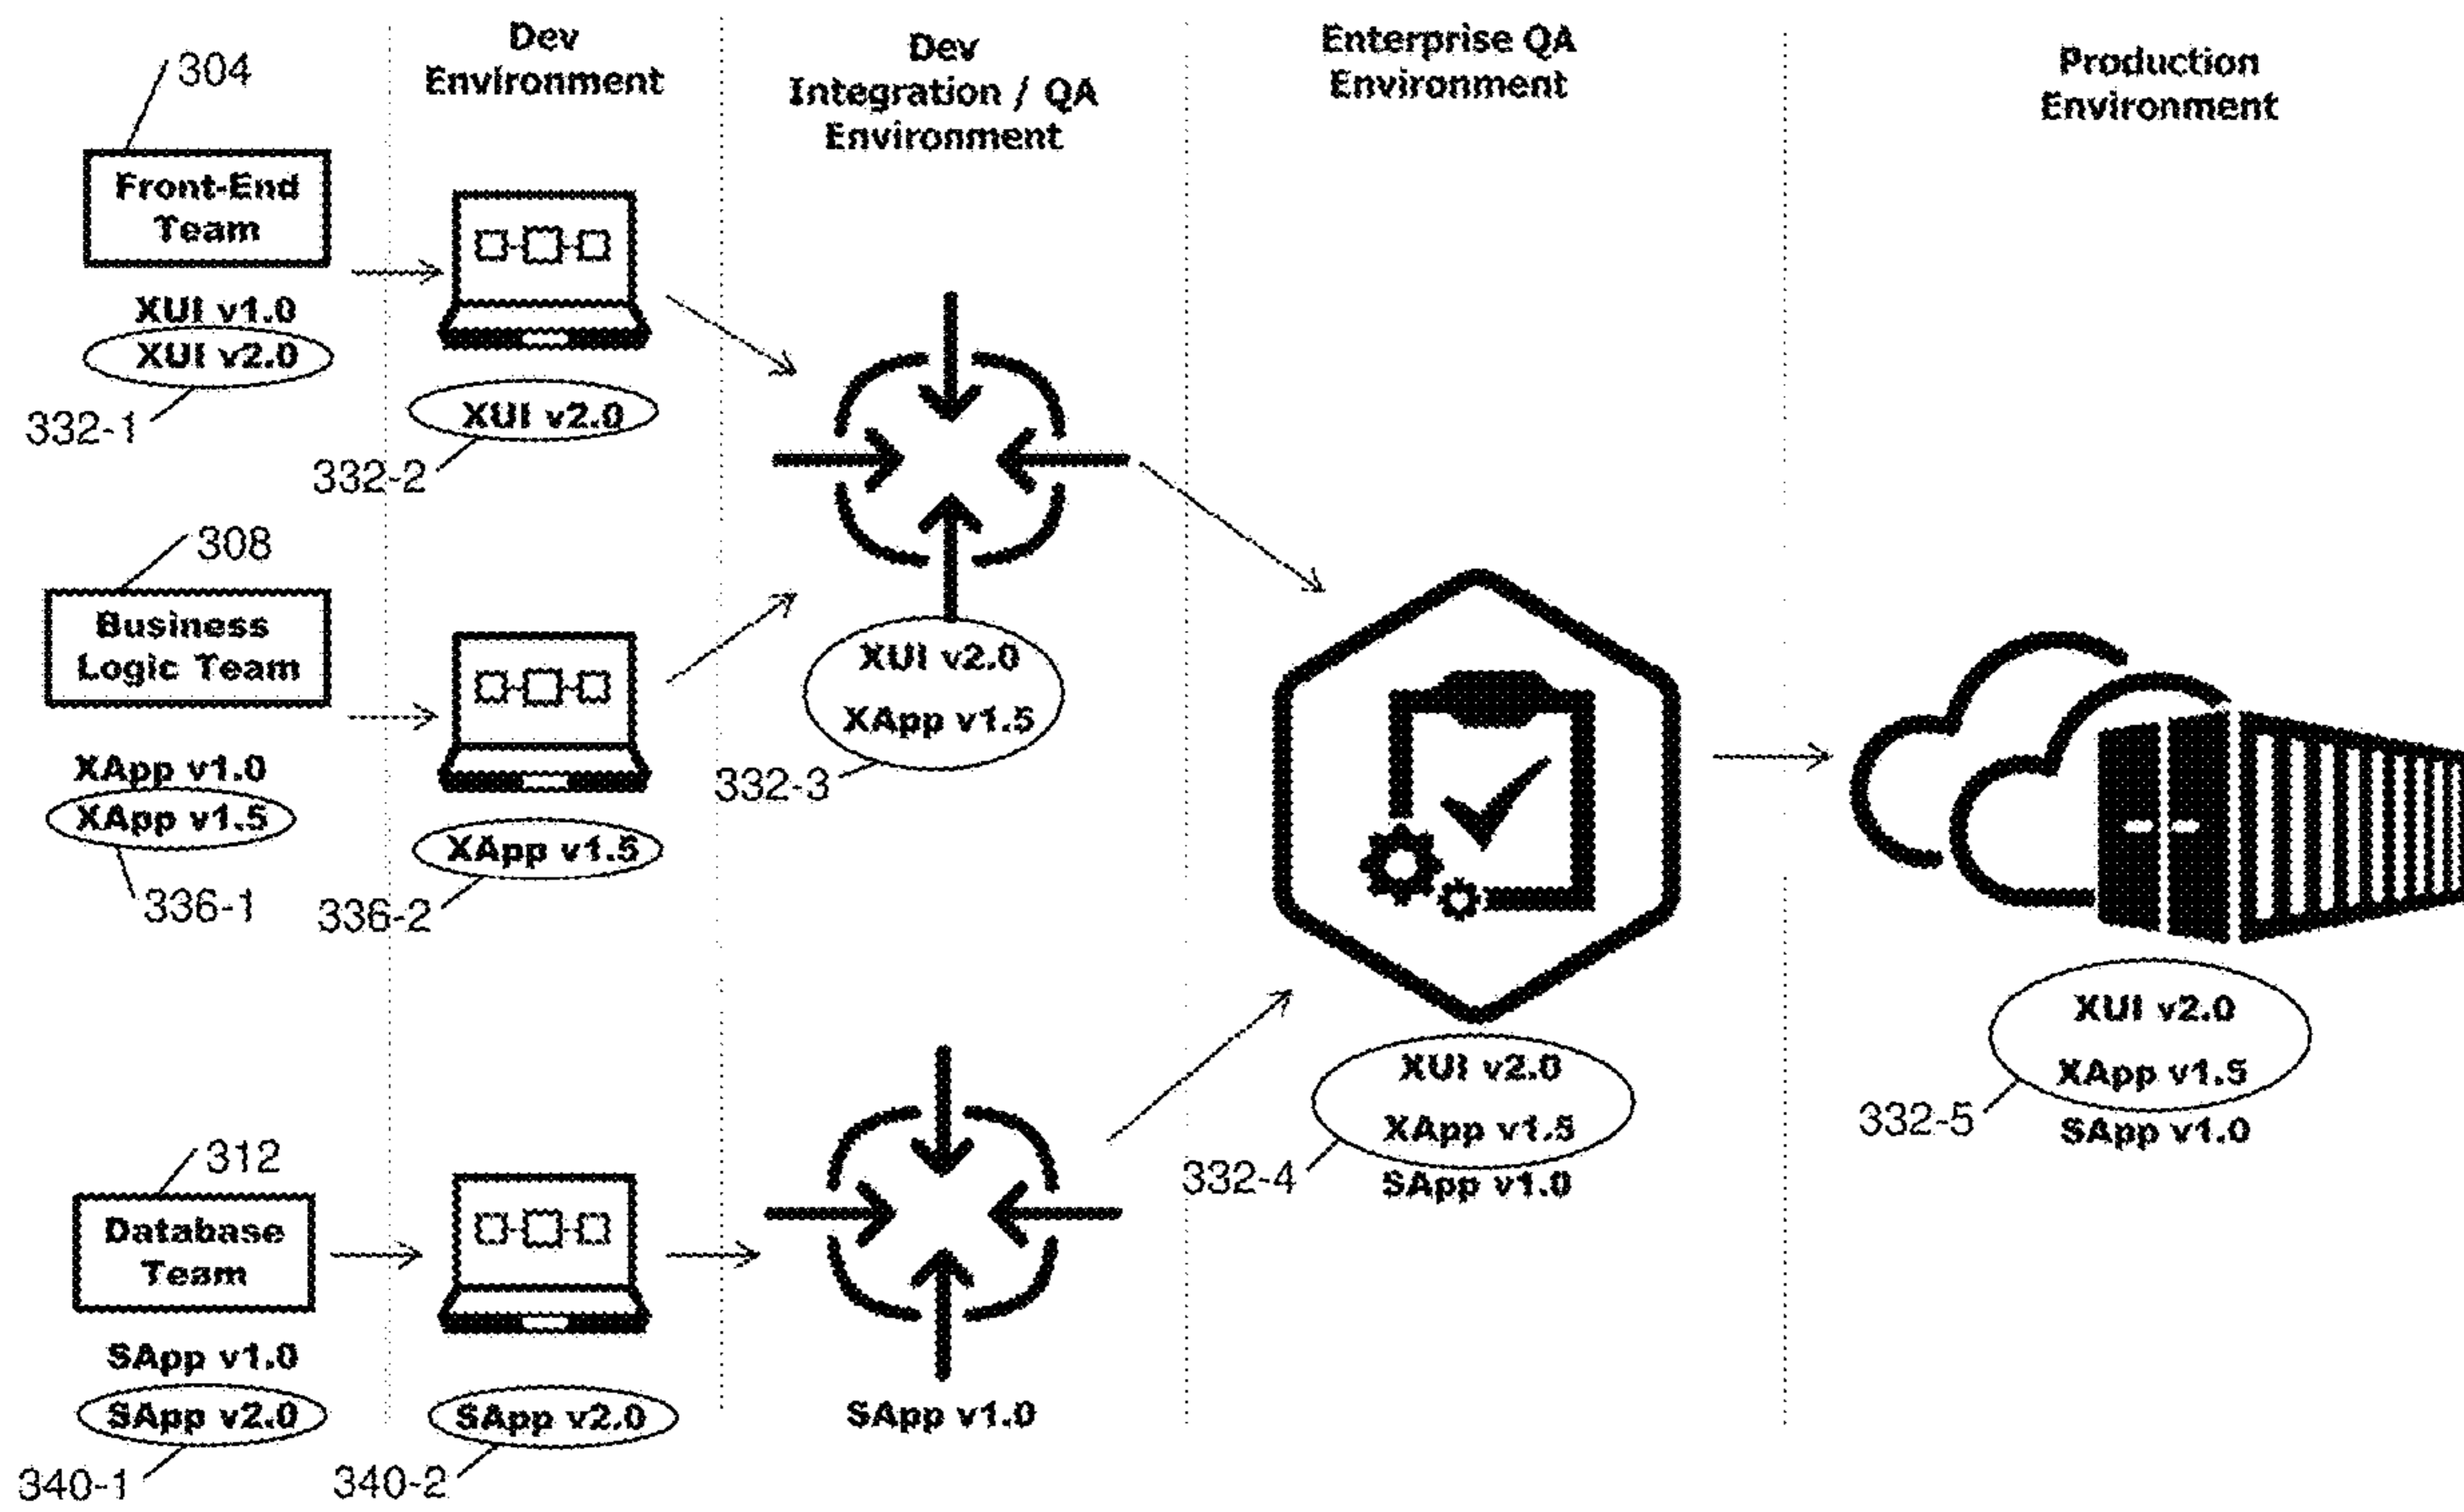 Dev
Environment
Dev
Integration / QA
Environment
Enterprise QA
Environment
Production
Environment
304
Front-End
Team
XUI v1.0
XUI v2.0
332-1
XUI v2.0
332-2
308
Business
Logic Team
XApp v1.0
XApp v1.5
336-1
XApp v1.5
336-2
XUI v2.0
XApp v1.5
332-3
312
Database
Team
SApp v1.0
SApp v2.0
340-1
SApp v2.0
340-2
SApp v1.0
XUI v2.0
XApp v1.5
332-4
SApp v1.0
XUI v2.0
XApp v1.5
332-5
SApp v1.0